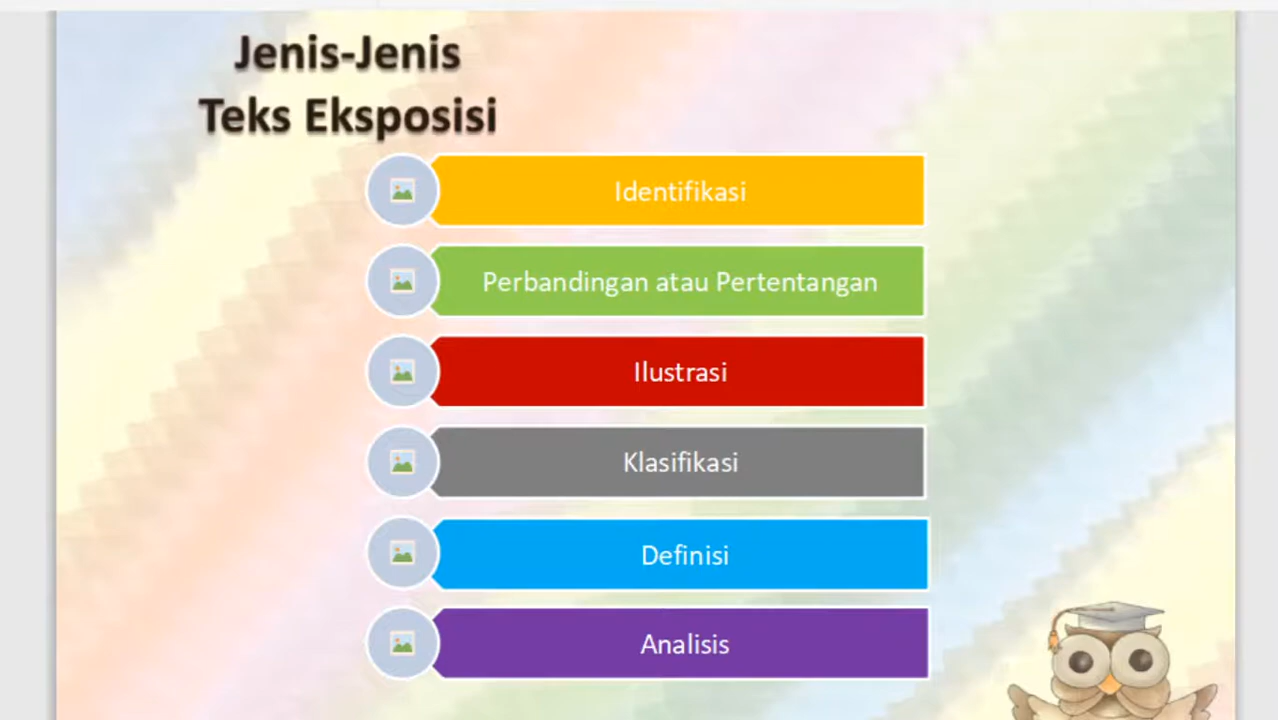 Jenis-Jenis
Teks Eksposisi
Identifikasi
Perbandingan atau Pertentangan
Ilustrasi
Klasifikasi
Definisi
Analisis